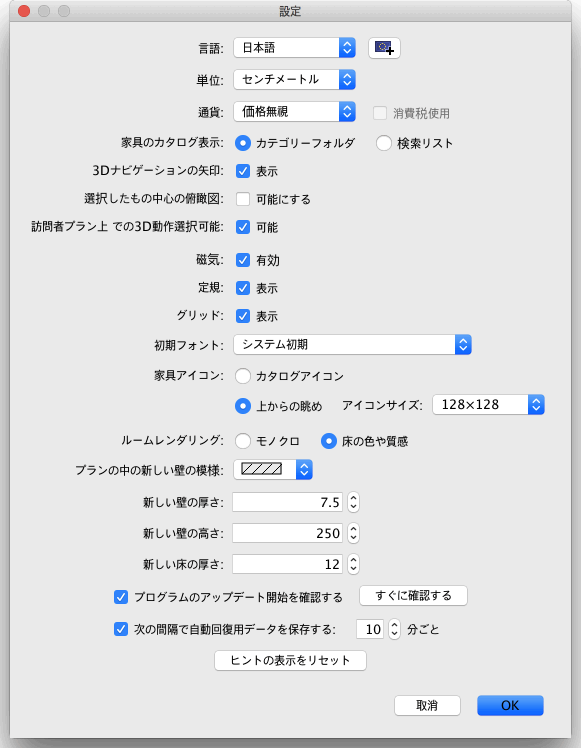 設定
言語: 日本語
単位: センチメートル
通貨: 価格無視 消費税使用
家具のカタログ表示: カテゴリーフォルダ 検索リスト
3Dナビゲーションの矢印: 表示
選択したもの中心の俯瞰図: 可能にする
訪問者プラン上 での3D動作選択可能: 可能
磁気: 有効
定規: 表示
グリッド: 表示
初期フォント: システム初期
家具アイコン: カタログアイコン
上からの眺め アイコンサイズ: 128×128
ルームレンダリング: モノクロ 床の色や質感
プランの中の新しい壁の模様:
新しい壁の厚さ: 7.5
新しい壁の高さ: 250
新しい床の厚さ: 12
プログラムのアップデート開始を確認する すぐに確認する
次の間隔で自動回復用データを保存する: 10 分ごと
ヒントの表示をリセット
取消 OK